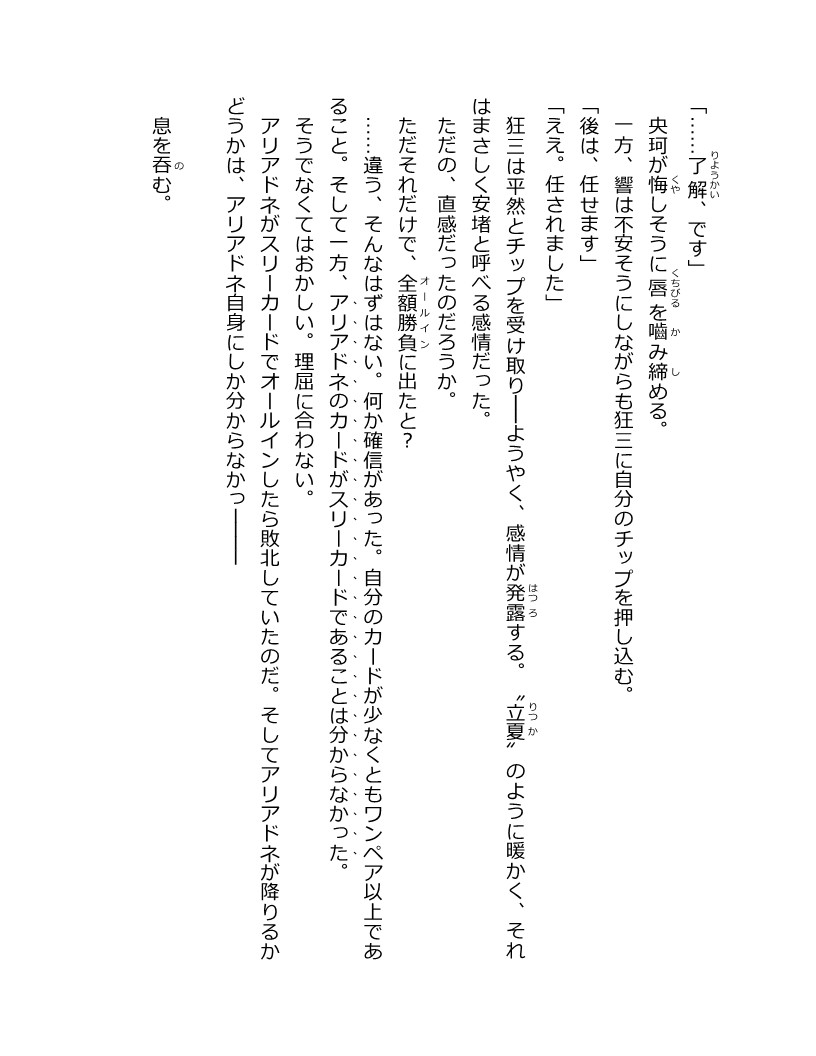 「……了解、です」
央珂が悔しそうに唇を噛み締める。
一方、響は不安そうにしながらも狂三に自分のチップを押し込む。
「後は、任せます」
「ええ。任されました」
狂三は平然とチップを受け取り――ようやく、感情が発露する。〝立夏〟のように暖かく、それ
はまさしく安堵と呼べる感情だった。
ただの、直感だったのだろうか。
ただそれだけで、全額勝負に出たと？
……違う、そんなはずはない。何か確信があった。自分のカードが少なくともワンペア以上であ
ること。そして一方、アリアドネのカードがスリーカードであることは分からなかった。
そうでなくてはおかしい。理屈に合わない。
アリアドネがスリーカードでオールインしたら敗北していたのだ。そしてアリアドネが降りるか
どうかは、アリアドネ自身にしか分からなかっ―――
息を呑む。